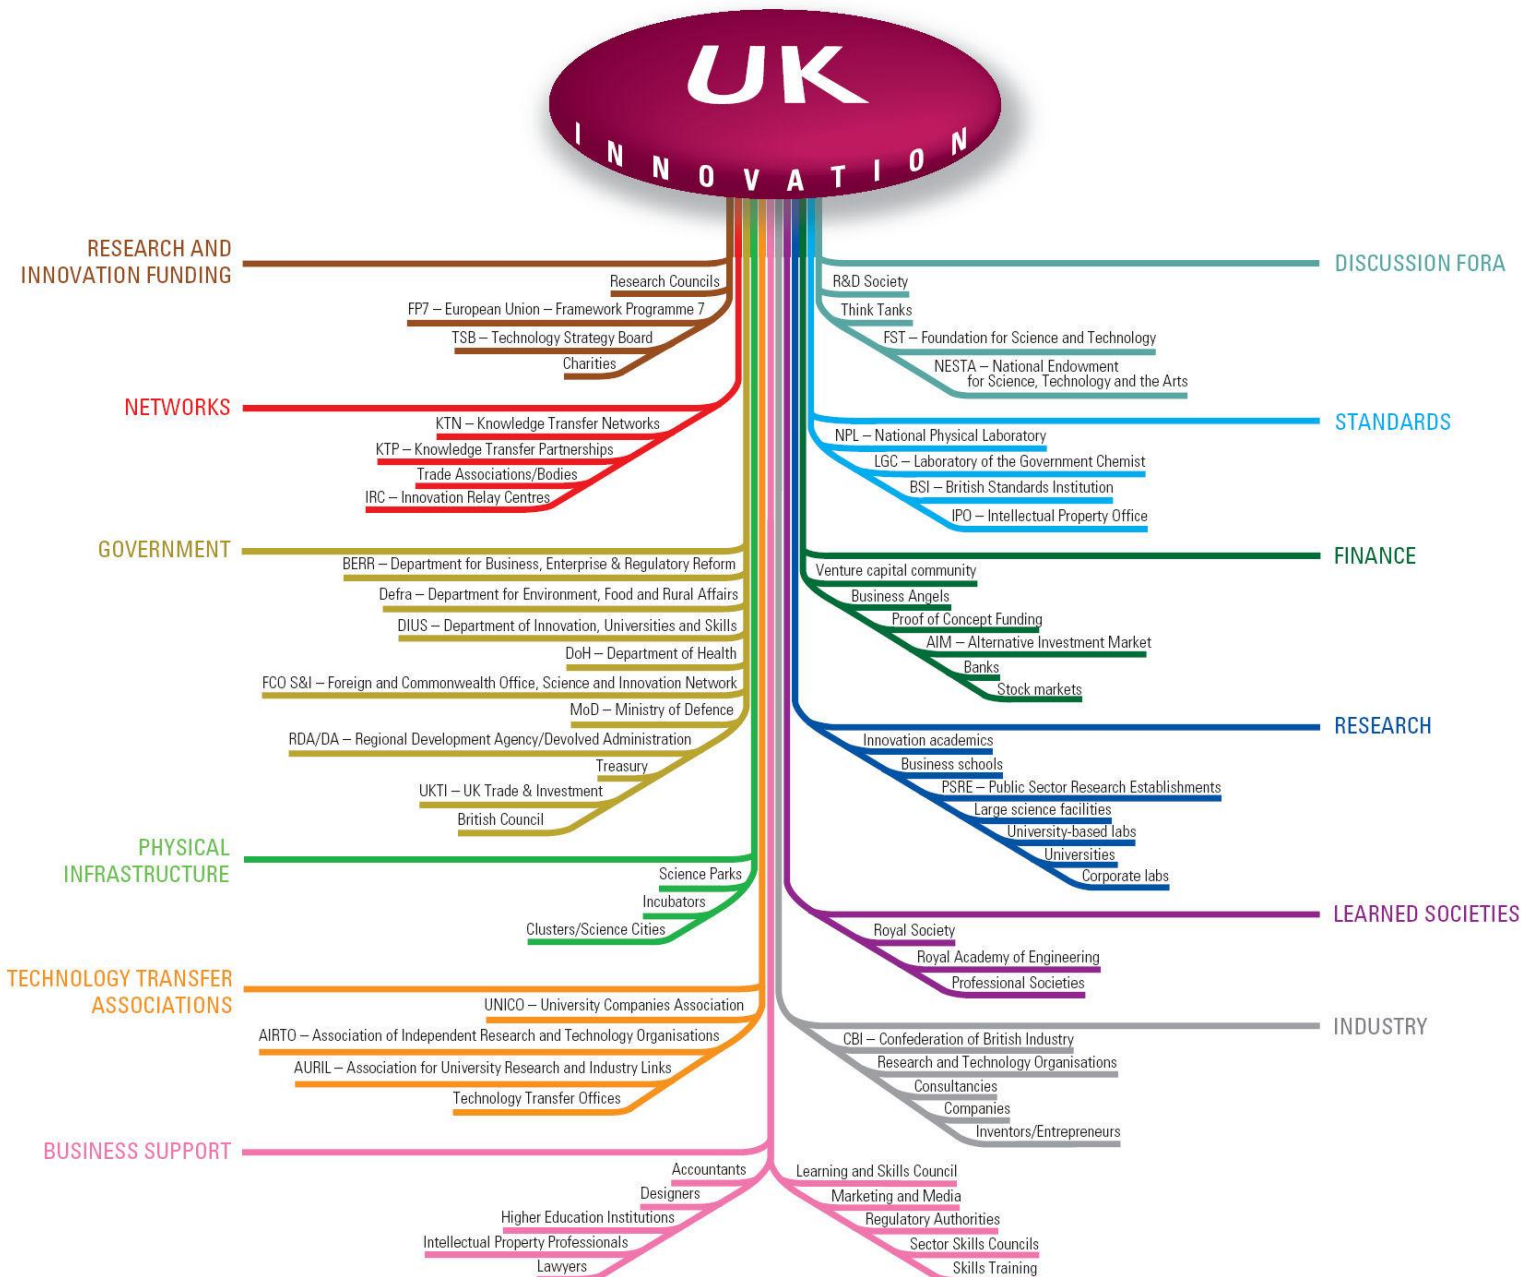 UK
INNOVATION
RESEARCH AND
INNOVATION FUNDING
Research Councils
FP7 – European Union – Framework Programme 7
TSB – Technology Strategy Board
Charities
NETWORKS
KTN – Knowledge Transfer Networks
KTP – Knowledge Transfer Partnerships
Trade Associations/Bodies
IRC – Innovation Relay Centres
GOVERNMENT
BERR – Department for Business, Enterprise & Regulatory Reform
Defra – Department for Environment, Food and Rural Affairs
DIUS – Department of Innovation, Universities and Skills
DoH – Department of Health
FCO S&I – Foreign and Commonwealth Office, Science and Innovation Network
MoD – Ministry of Defence
RDA/DA – Regional Development Agency/Devolved Administration
Treasury
UKTI – UK Trade & Investment
British Council
PHYSICAL
INFRASTRUCTURE
Science Parks
Incubators
Clusters/Science Cities
TECHNOLOGY TRANSFER
ASSOCIATIONS
UNICO – University Companies Association
AIRTO – Association of Independent Research and Technology Organisations
AURIL – Association for University Research and Industry Links
Technology Transfer Offices
BUSINESS SUPPORT
Accountants
Designers
Higher Education Institutions
Intellectual Property Professionals
Lawyers
Learning and Skills Council
Marketing and Media
Regulatory Authorities
Sector Skills Councils
Skills Training
DISCUSSION FORA
R&D Society
Think Tanks
FST – Foundation for Science and Technology
NESTA – National Endowment
for Science, Technology and the Arts
STANDARDS
NPL – National Physical Laboratory
LGC – Laboratory of the Government Chemist
BSI – British Standards Institution
IPO – Intellectual Property Office
FINANCE
Venture capital community
Business Angels
Proof of Concept Funding
AIM – Alternative Investment Market
Banks
Stock markets
RESEARCH
Innovation academics
Business schools
PSRE – Public Sector Research Establishments
Large science facilities
University-based labs
Universities
Corporate labs
LEARNED SOCIETIES
Royal Society
Royal Academy of Engineering
Professional Societies
INDUSTRY
CBI – Confederation of British Industry
Research and Technology Organisations
Consultancies
Companies
Inventors/Entrepreneurs